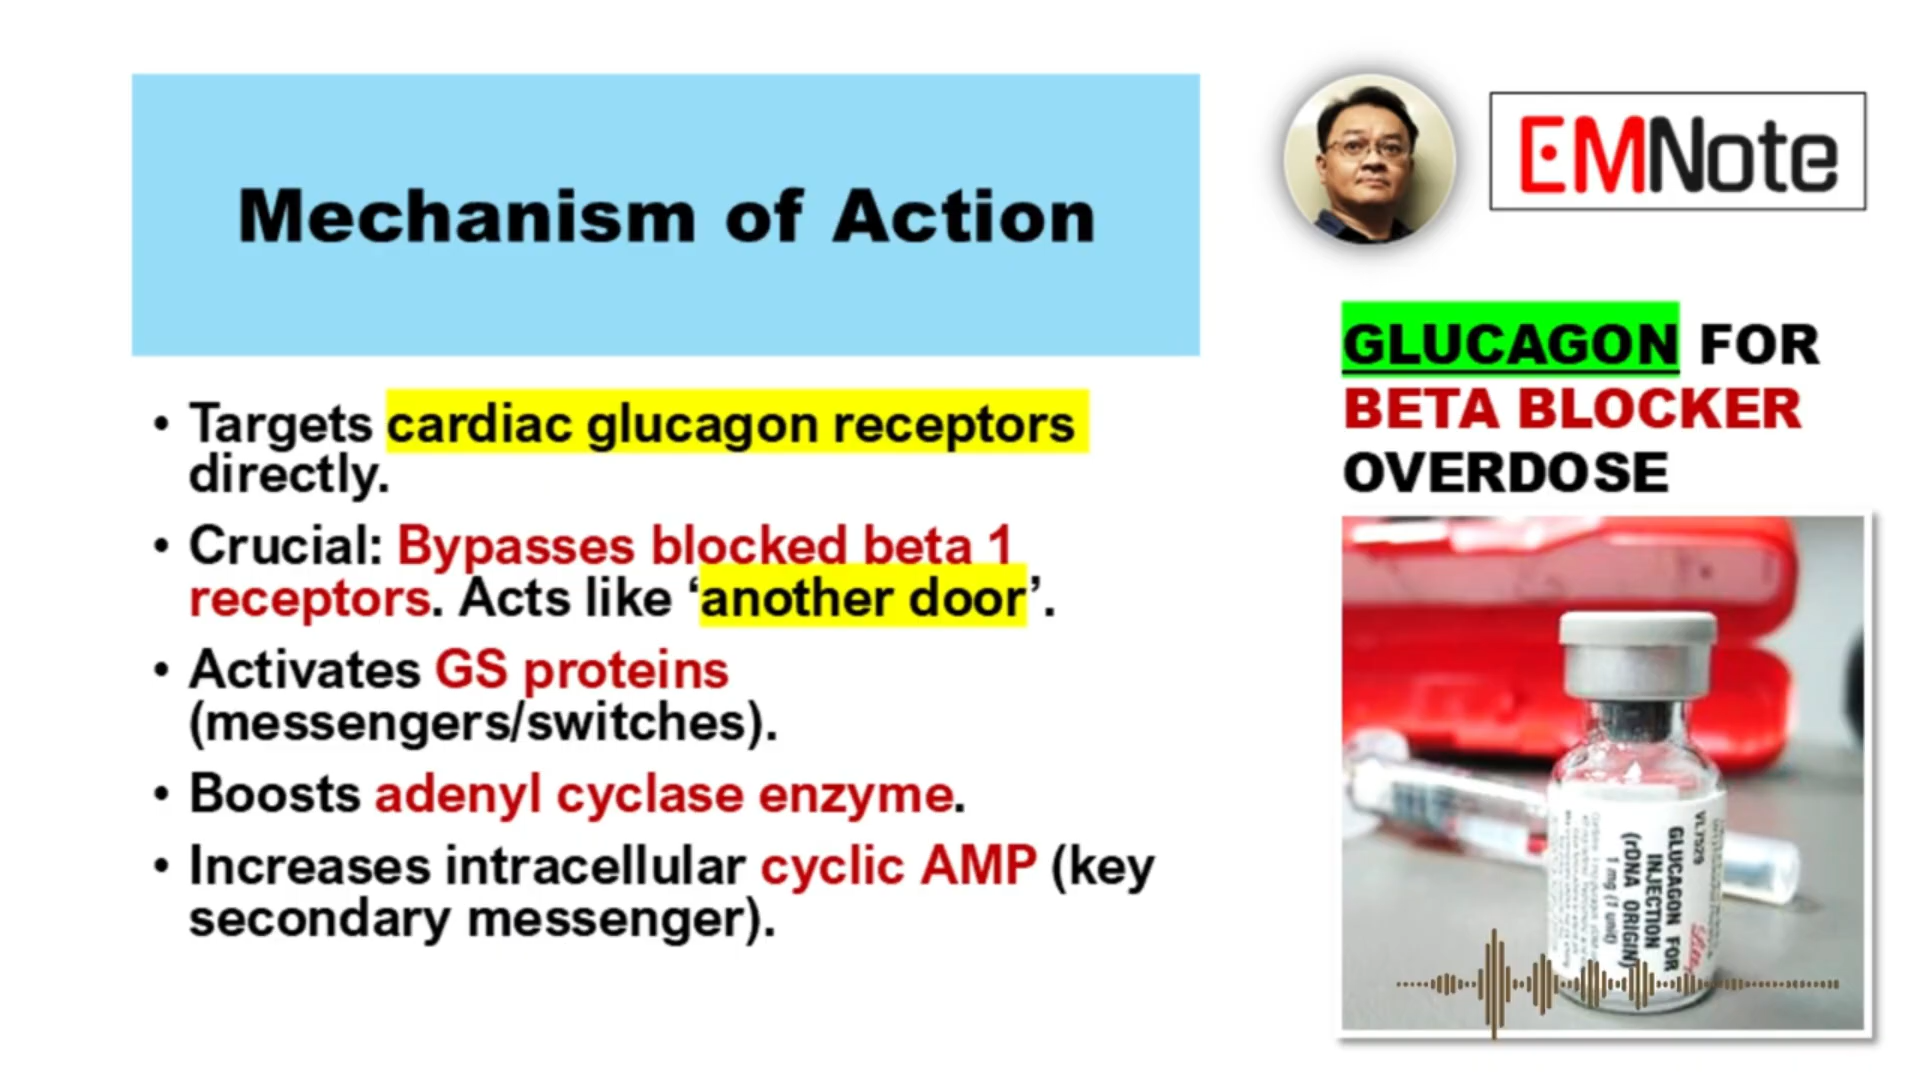 Mechanism of Action
• Targets cardiac glucagon receptors
directly.
• Crucial: Bypasses blocked beta 1
receptors. Acts like ‘another door’.
• Activates GS proteins
(messengers/switches).
• Boosts adenyl cyclase enzyme.
• Increases intracellular cyclic AMP (key
secondary messenger).
EMNote
GLUCAGON FOR
BETA BLOCKER
OVERDOSE
VL7529
GLUCAGON FOR
INJECTION
(rDNA ORIGIN)
1 mg (1 unit)
Lilly